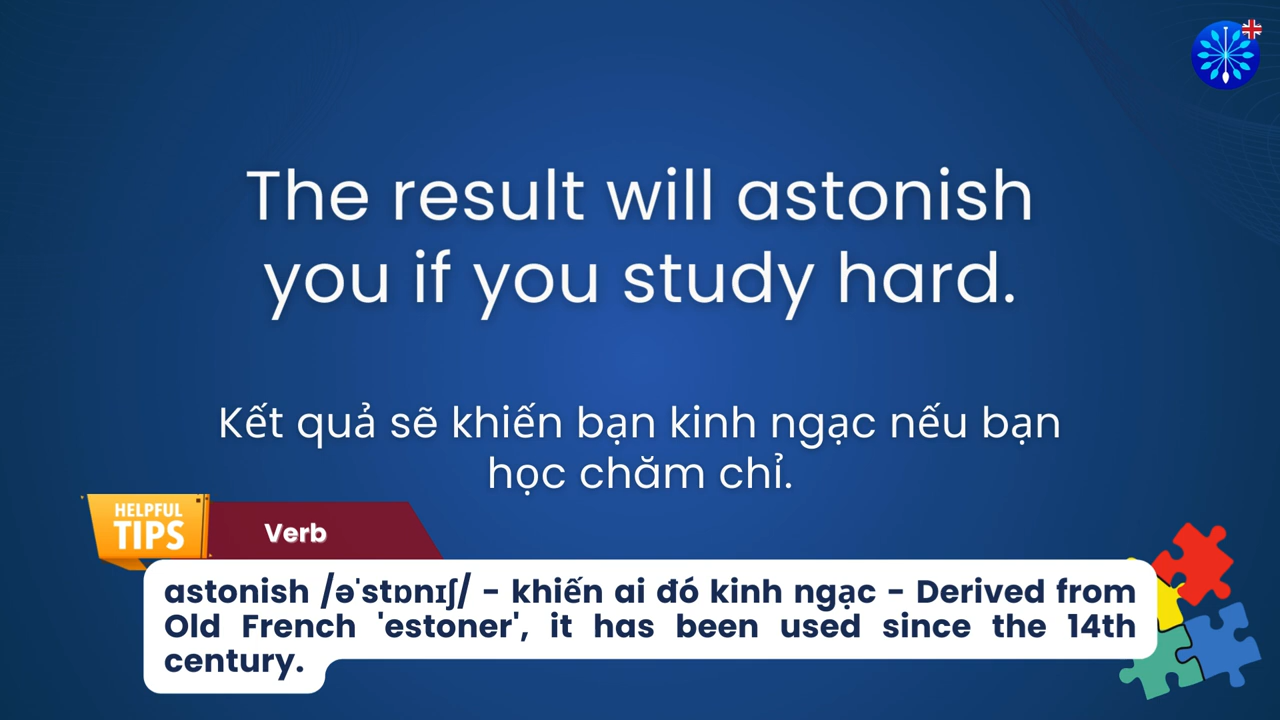 The result will astonish
you if you study hard.
Kết quả sẽ khiến bạn kinh ngạc nếu bạn
học chăm chỉ.
HELPFUL
TIPS
Verb
astonish /əˈstɒnɪʃ/ - khiến ai đó kinh ngạc - Derived from
Old French 'estoner', it has been used since the 14th
century.